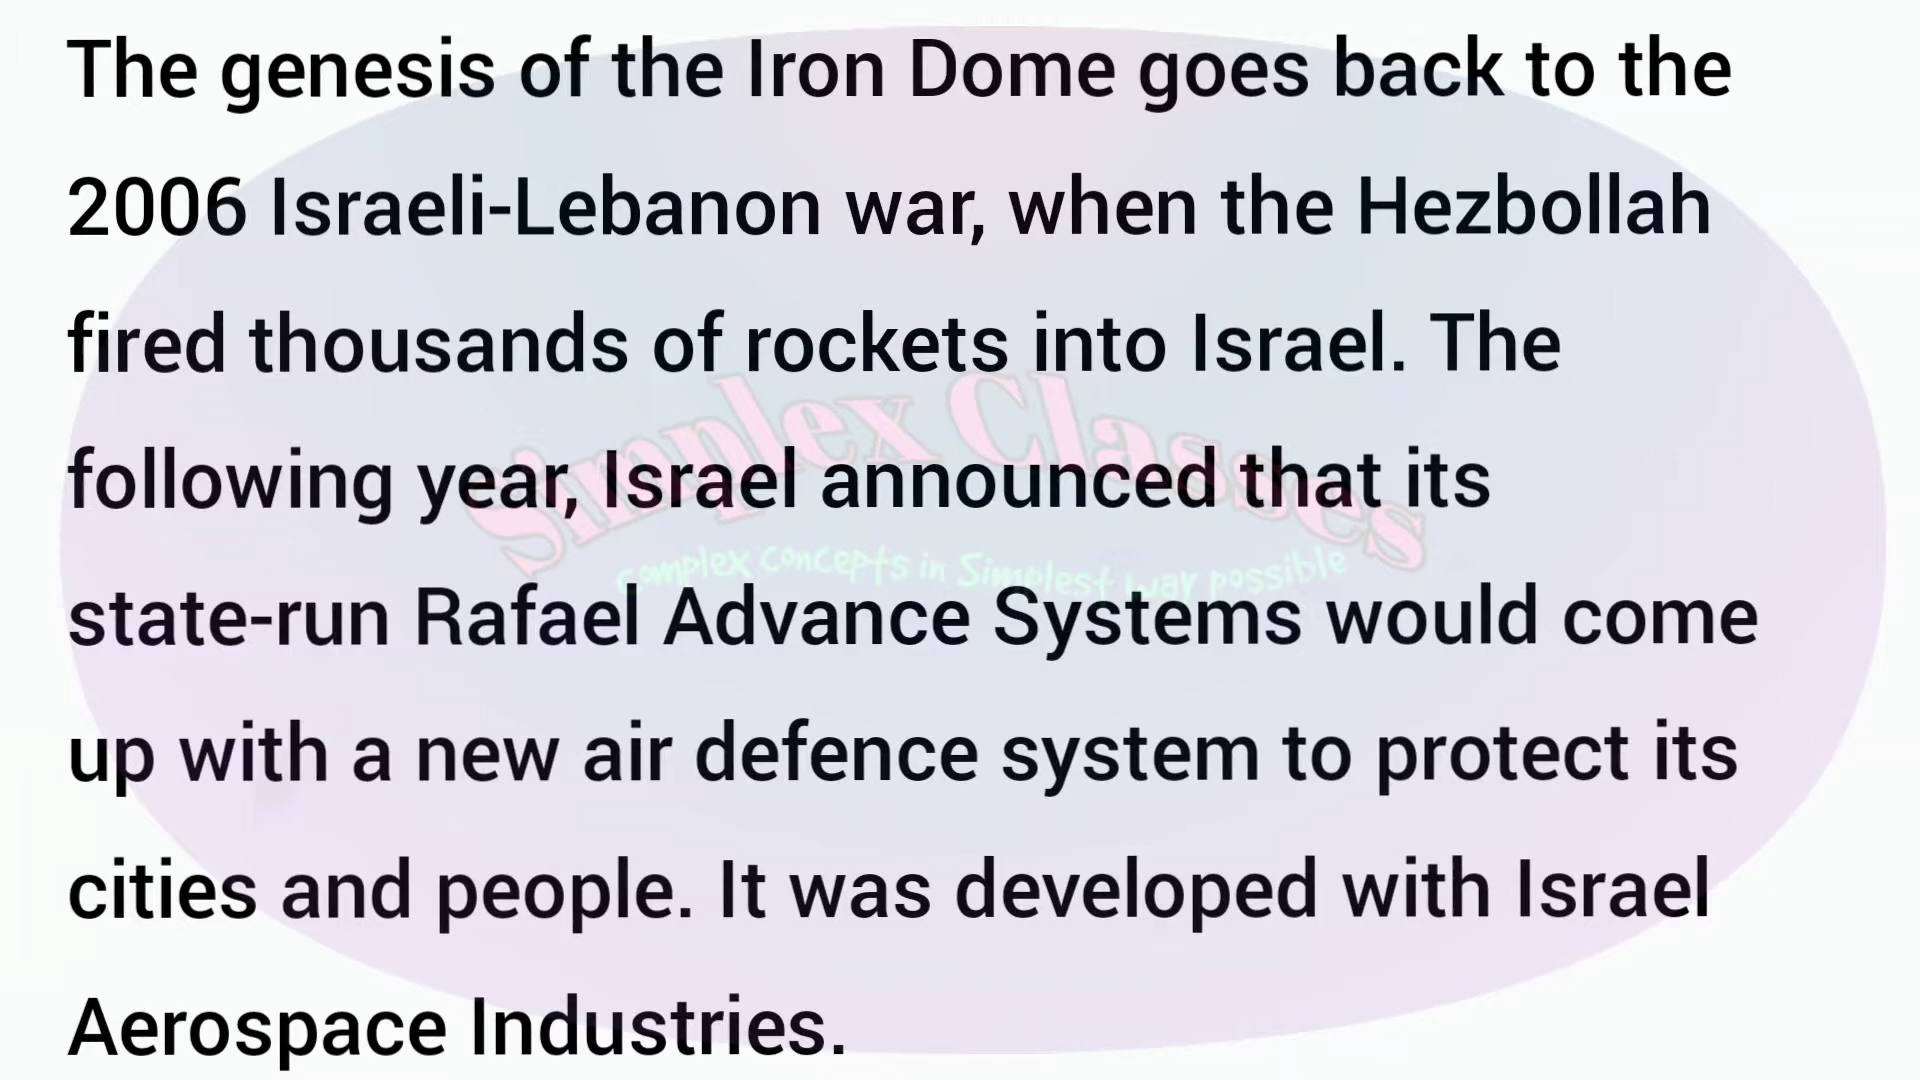 The genesis of the Iron Dome goes back to the
2006 Israeli-Lebanon war, when the Hezbollah
fired thousands of rockets into Israel. The
following year, Israel announced that its
state-run Rafael Advance Systems would come
up with a new air defence system to protect its
cities and people. It was developed with Israel
Aerospace Industries.
Simplex Classes
complex concepts in Simplest way possible